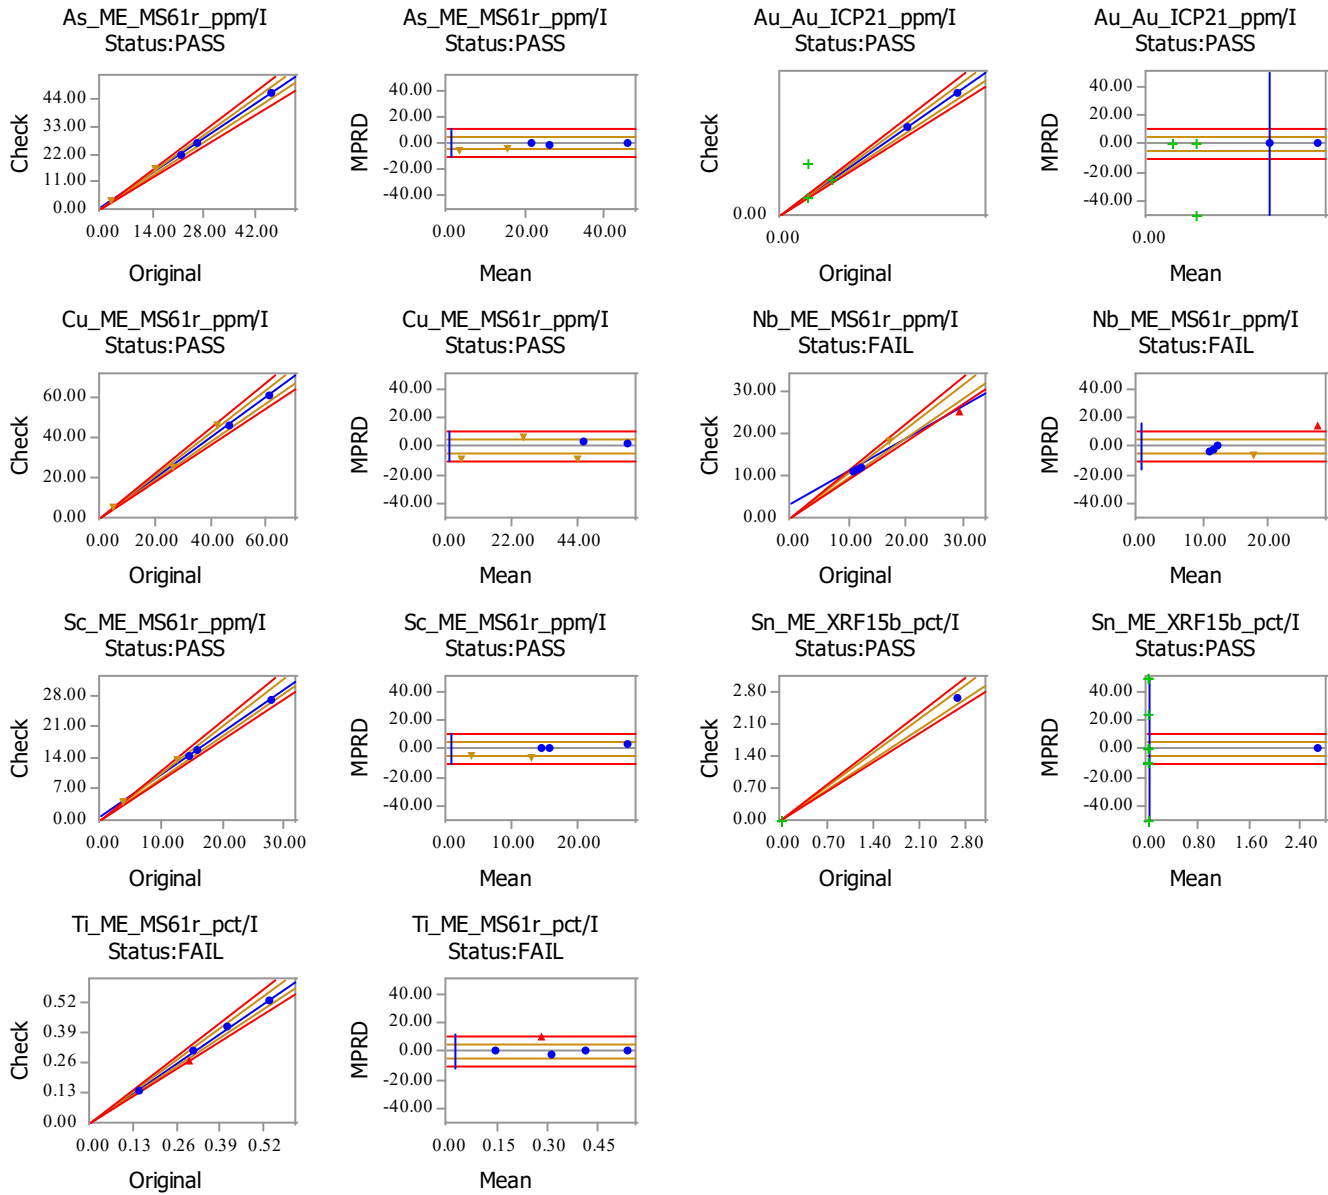 As_ME_MS61r_ppm/I
Status:PASS
44.00
33.00
22.00
11.00
0.00
Check
0.00 14.00 28.00 42.00
Original
As_ME_MS61r_ppm/I
Status:PASS
40.00
20.00
0.00
-20.00
-40.00
MPRD
0.00 20.00 40.00
Mean
Au_Au_ICP21_ppm/I
Status:PASS
Check
0.00
0.00
Original
Au_Au_ICP21_ppm/I
Status:PASS
40.00
20.00
0.00
-20.00
-40.00
MPRD
0.00
Mean
Cu_ME_MS61r_ppm/I
Status:PASS
60.00
40.00
20.00
0.00
Check
0.00 20.00 40.00 60.00
Original
Cu_ME_MS61r_ppm/I
Status:PASS
40.00
20.00
0.00
-20.00
-40.00
MPRD
0.00 22.00 44.00
Mean
Nb_ME_MS61r_ppm/I
Status:FAIL
30.00
20.00
10.00
0.00
Check
0.00 10.00 20.00 30.00
Original
Nb_ME_MS61r_ppm/I
Status:FAIL
40.00
20.00
0.00
-20.00
-40.00
MPRD
0.00 10.00 20.00
Mean
Sc_ME_MS61r_ppm/I
Status:PASS
28.00
21.00
14.00
7.00
0.00
Check
0.00 10.00 20.00 30.00
Original
Sc_ME_MS61r_ppm/I
Status:PASS
40.00
20.00
0.00
-20.00
-40.00
MPRD
0.00 10.00 20.00
Mean
Sn_ME_XRF15b_pct/I
Status:PASS
2.80
2.10
1.40
0.70
0.00
Check
0.00 0.70 1.40 2.10 2.80
Original
Sn_ME_XRF15b_pct/I
Status:PASS
40.00
20.00
0.00
-20.00
-40.00
MPRD
0.00 0.80 1.60 2.40
Mean
Ti_ME_MS61r_pct/I
Status:FAIL
0.52
0.39
0.26
0.13
0.00
Check
0.00 0.13 0.26 0.39 0.52
Original
Ti_ME_MS61r_pct/I
Status:FAIL
40.00
20.00
0.00
-20.00
-40.00
MPRD
0.00 0.15 0.30 0.45
Mean